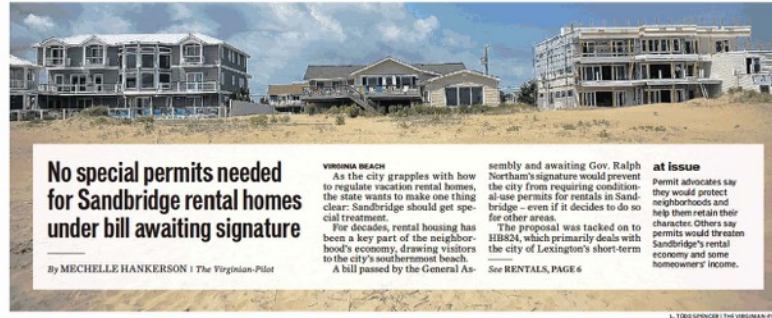 No special permits needed
for Sandbridge rental homes
under bill awaiting signature
By MECHELLE HANKERSON | The Virginian-Pilot
VIRGINIA BEACH
As the city grapples with how
to regulate vacation rental homes,
the state wants to make one thing
clear: Sandbridge should get spe-
cial treatment.
For decades, rental housing has
been a key part of the neighbor-
hood's economy, drawing visitors
to the city's southernmost beach.
A bill passed by the General As-
sembly and awaiting Gov. Ralph
Northam's signature would prevent
the city from requiring condition-
al-use permits for rentals in Sand-
bridge – even if it decides to do so
for other areas.
The proposal was tacked on to
HB824, which primarily deals with
the city of Lexington's short-term
See RENTALS, PAGE 6
at issue
Permit advocates say
they would protect
neighborhoods and
help them retain their
character. Others say
permits would threaten
Sandbridge's rental
economy and some
homeowners' income.
L. TODD SPENCER | THE VIRGINIAN-P